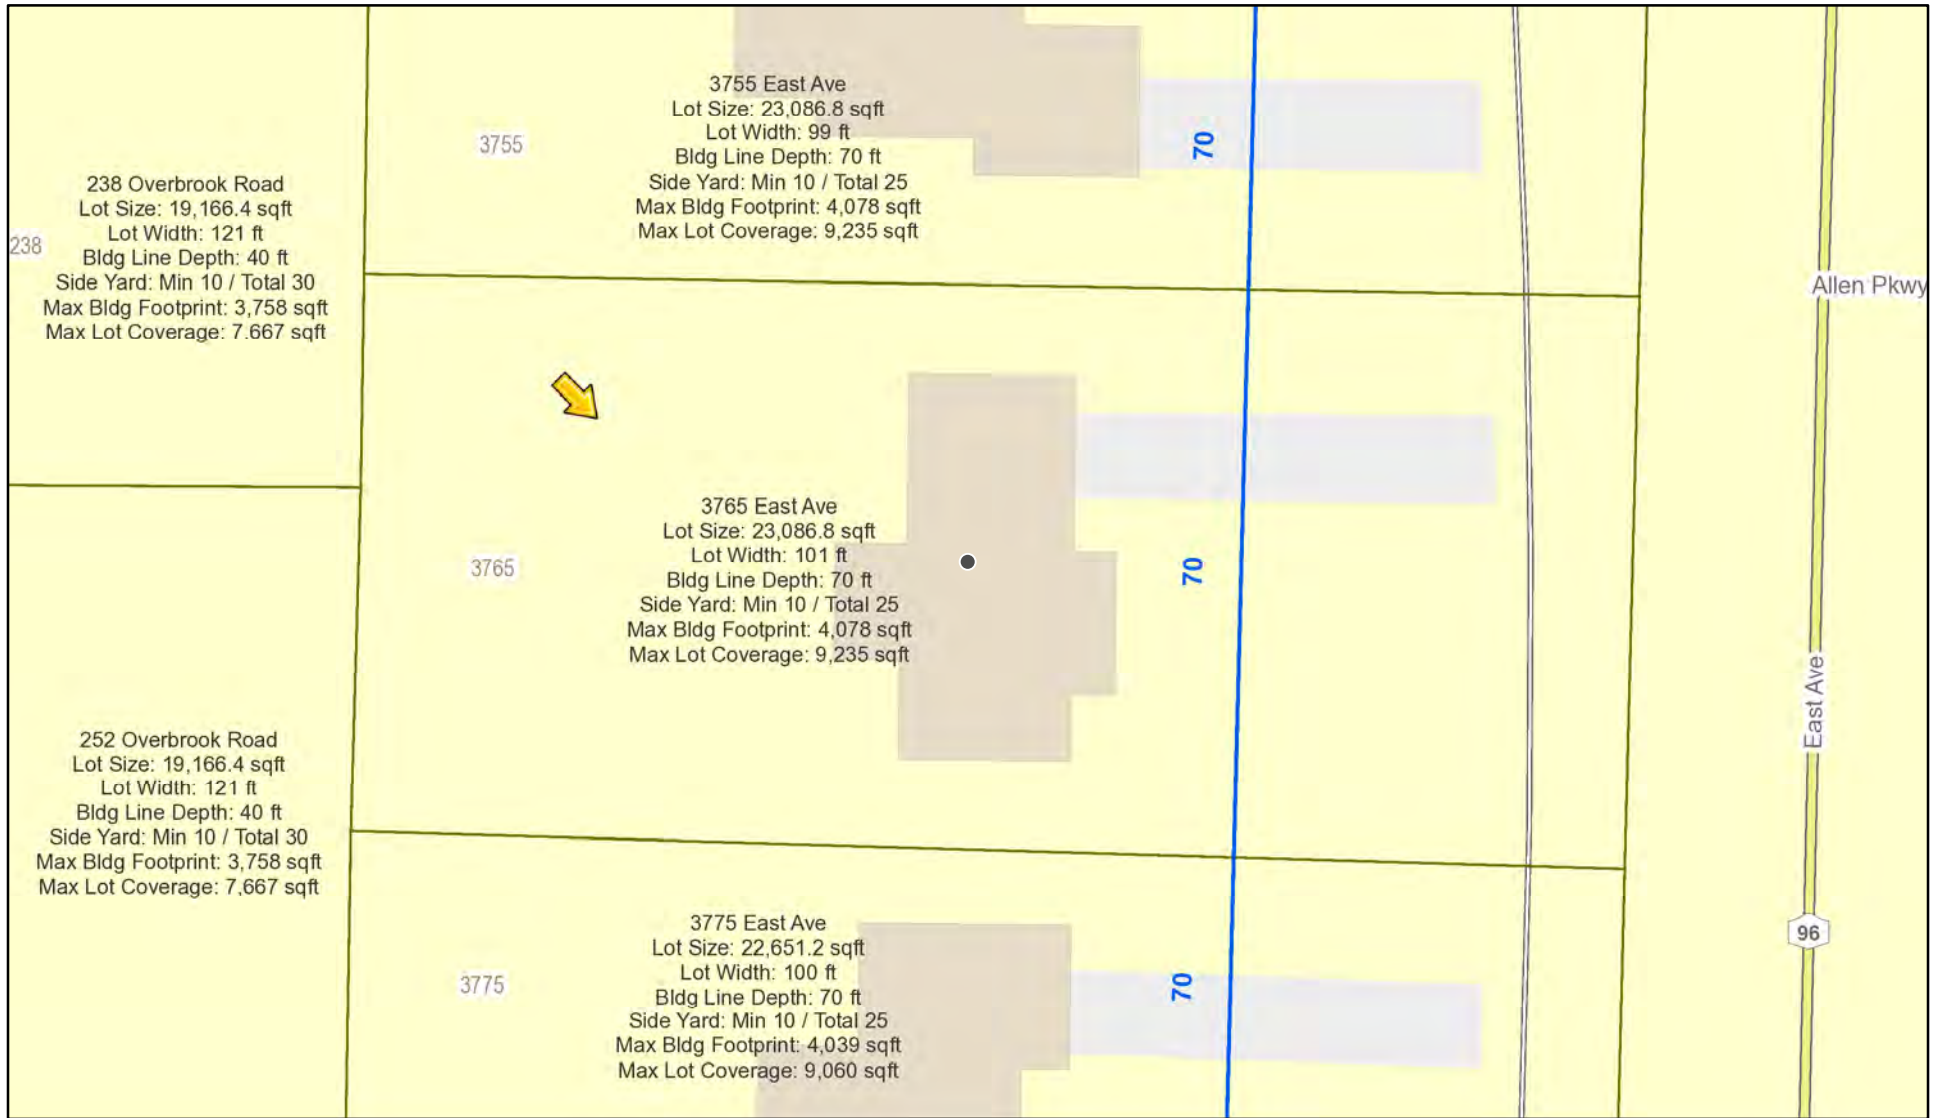 3755 East Ave
Lot Size: 23,086.8 sqft
Lot Width: 99 ft
Bldg Line Depth: 70 ft
Side Yard: Min 10 / Total 25
Max Bldg Footprint: 4,078 sqft
Max Lot Coverage: 9,235 sqft
3755
70
238 Overbrook Road
Lot Size: 19,166.4 sqft
Lot Width: 121 ft
Bldg Line Depth: 40 ft
Side Yard: Min 10 / Total 30
Max Bldg Footprint: 3,758 sqft
Max Lot Coverage: 7.667 sqft
238
Allen Pkwy
3765 East Ave
Lot Size: 23,086.8 sqft
Lot Width: 101 ft
Bldg Line Depth: 70 ft
Side Yard: Min 10 / Total 25
Max Bldg Footprint: 4,078 sqft
Max Lot Coverage: 9,235 sqft
3765
70
East Ave
252 Overbrook Road
Lot Size: 19,166.4 sqft
Lot Width: 121 ft
Bldg Line Depth: 40 ft
Side Yard: Min 10 / Total 30
Max Bldg Footprint: 3,758 sqft
Max Lot Coverage: 7,667 sqft
3775 East Ave
Lot Size: 22,651.2 sqft
Lot Width: 100 ft
Bldg Line Depth: 70 ft
Side Yard: Min 10 / Total 25
Max Bldg Footprint: 4,039 sqft
Max Lot Coverage: 9,060 sqft
3775
70
96